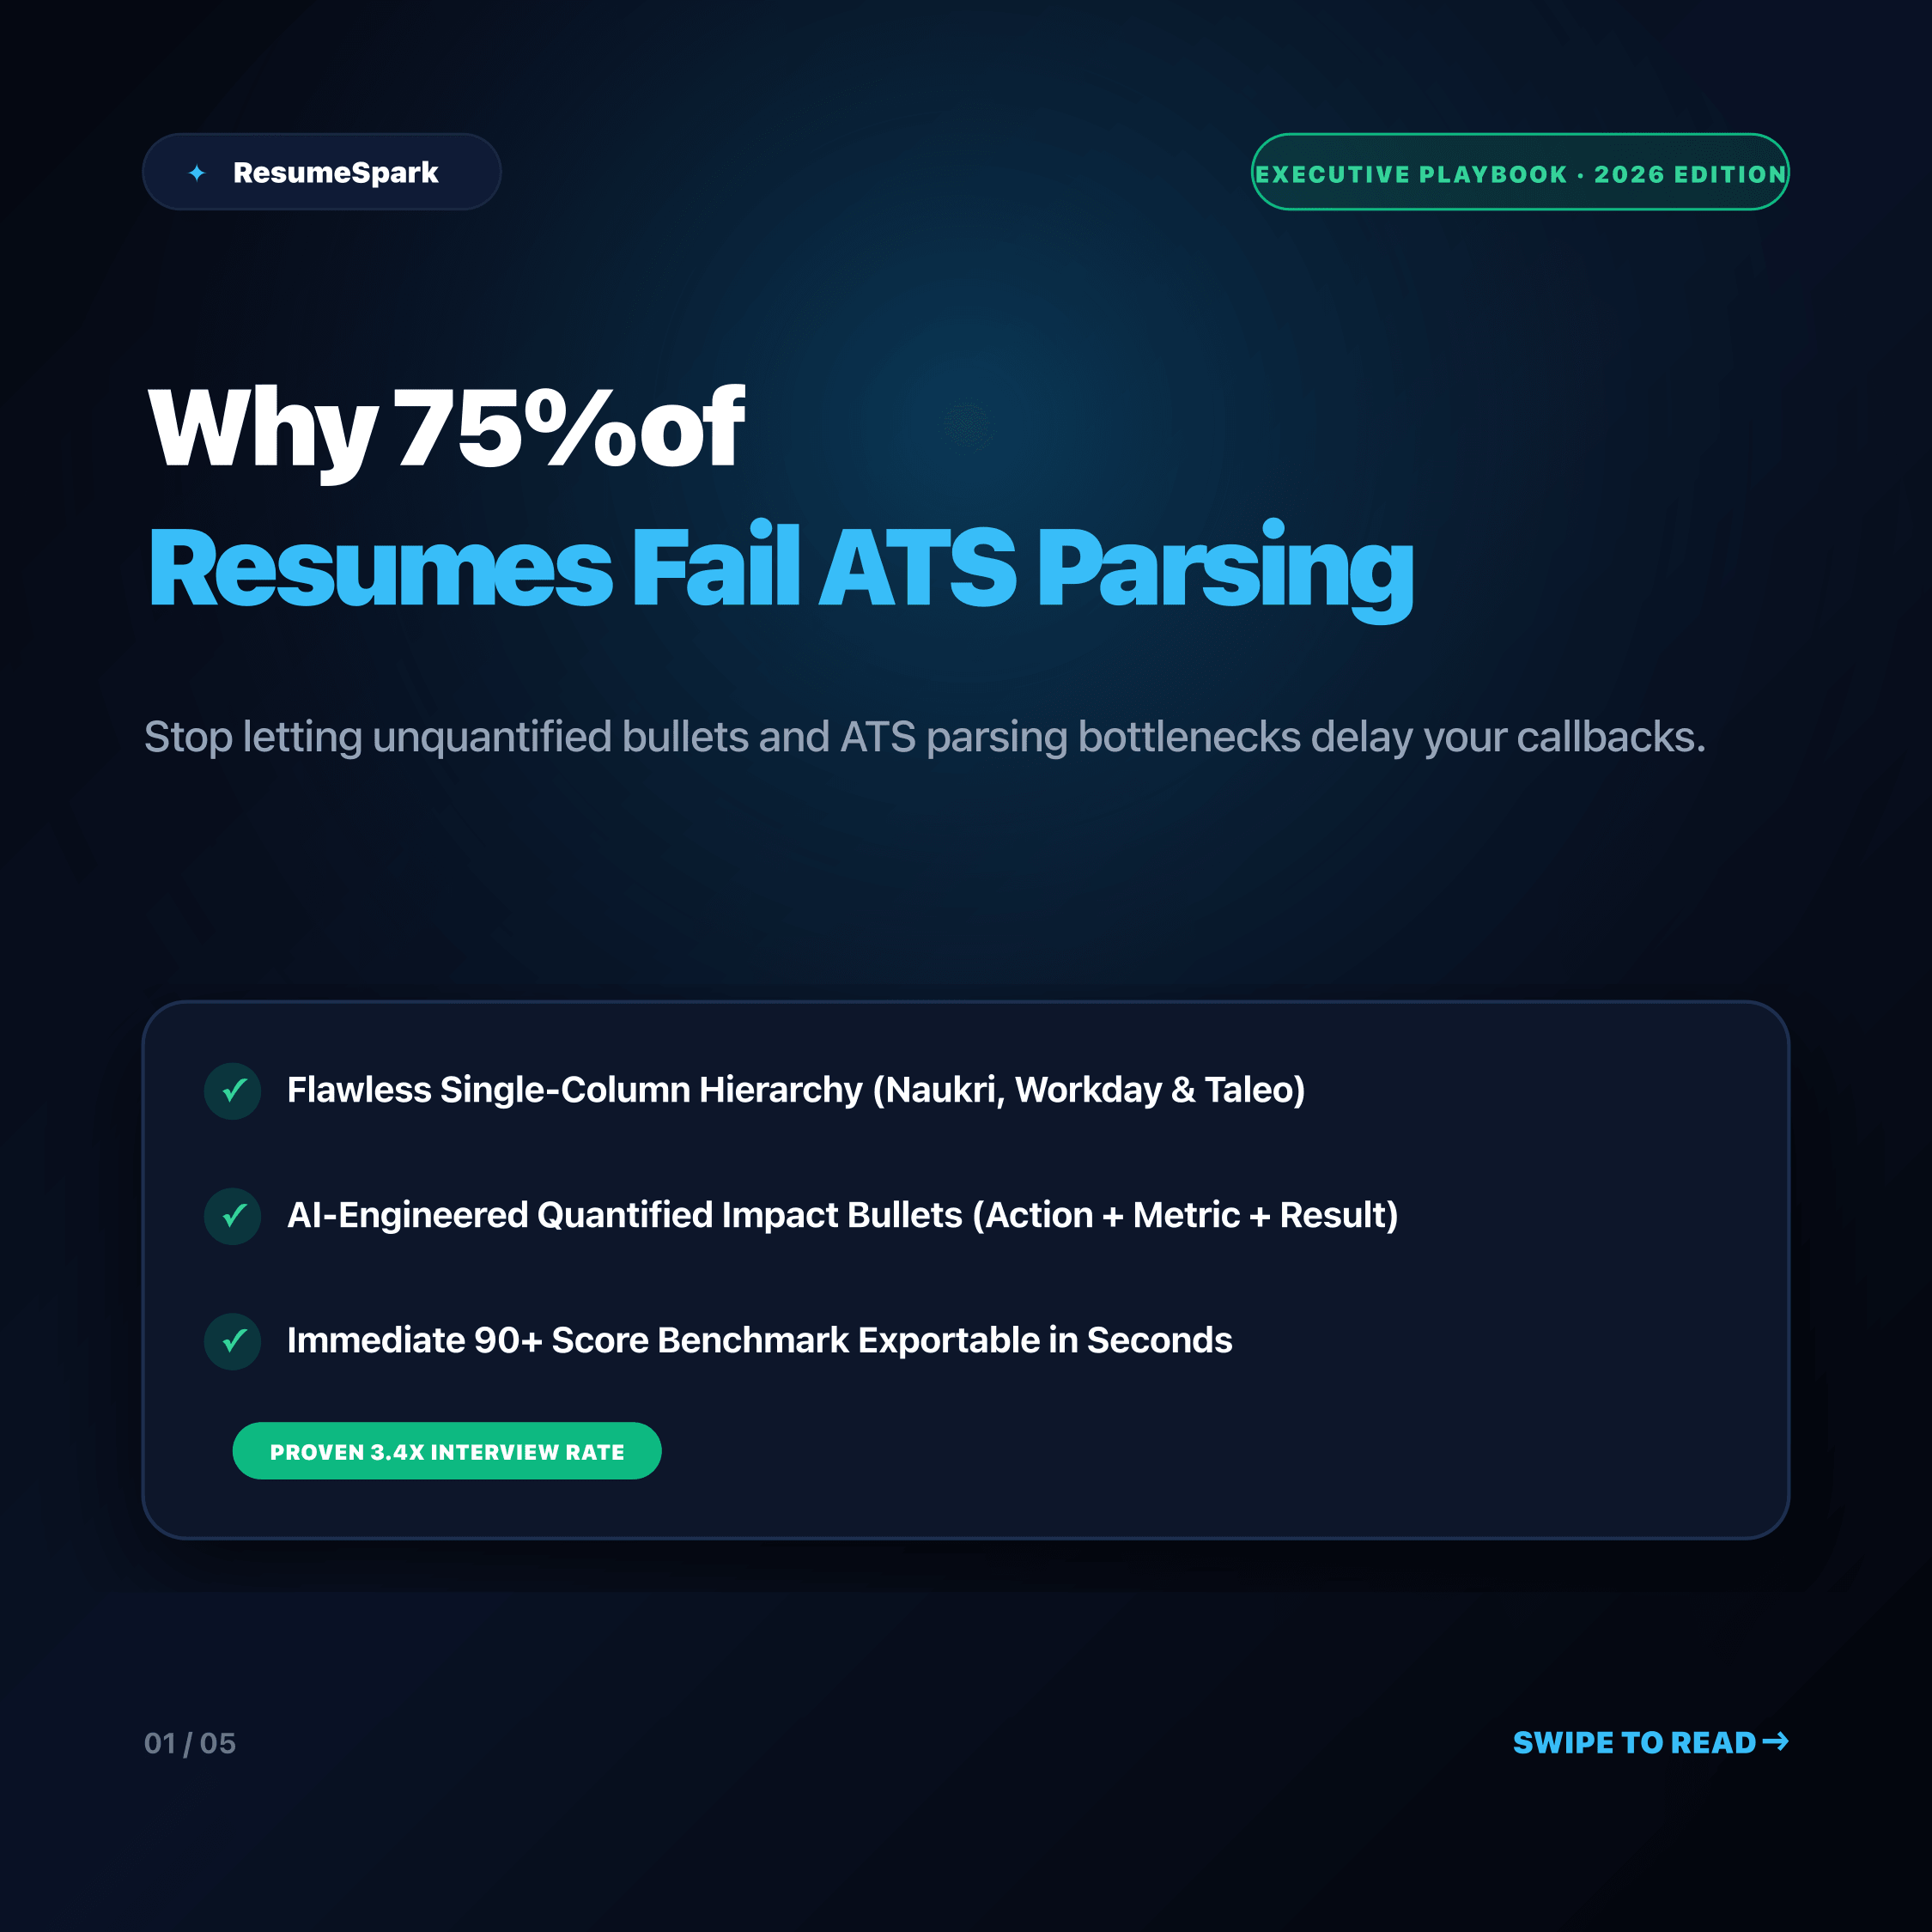 ✦ ResumeSpark
EXECUTIVE PLAYBOOK · 2026 EDITION
Why 75% of
Resumes Fail ATS Parsing
Stop letting unquantified bullets and ATS parsing bottlenecks delay your callbacks.
✓ Flawless Single-Column Hierarchy (Naukri, Workday & Taleo)
✓ AI-Engineered Quantified Impact Bullets (Action + Metric + Result)
✓ Immediate 90+ Score Benchmark Exportable in Seconds
PROVEN 3.4X INTERVIEW RATE
01 / 05
SWIPE TO READ →